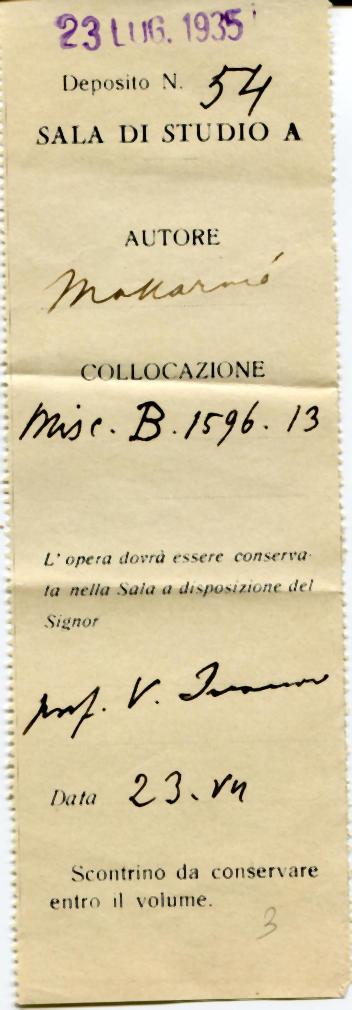 23 LUG. 1935
Deposito N. 54
SALA DI STUDIO A
AUTORE
COLLOCAZIONE
Misc. B. 1596. 13
L'opera dovrà essere conserva-
ta nella Sala a disposizione del
Signor
prof. V. Ivanov
Data 23. VII
Scontrino da conservare
entro il volume.
3